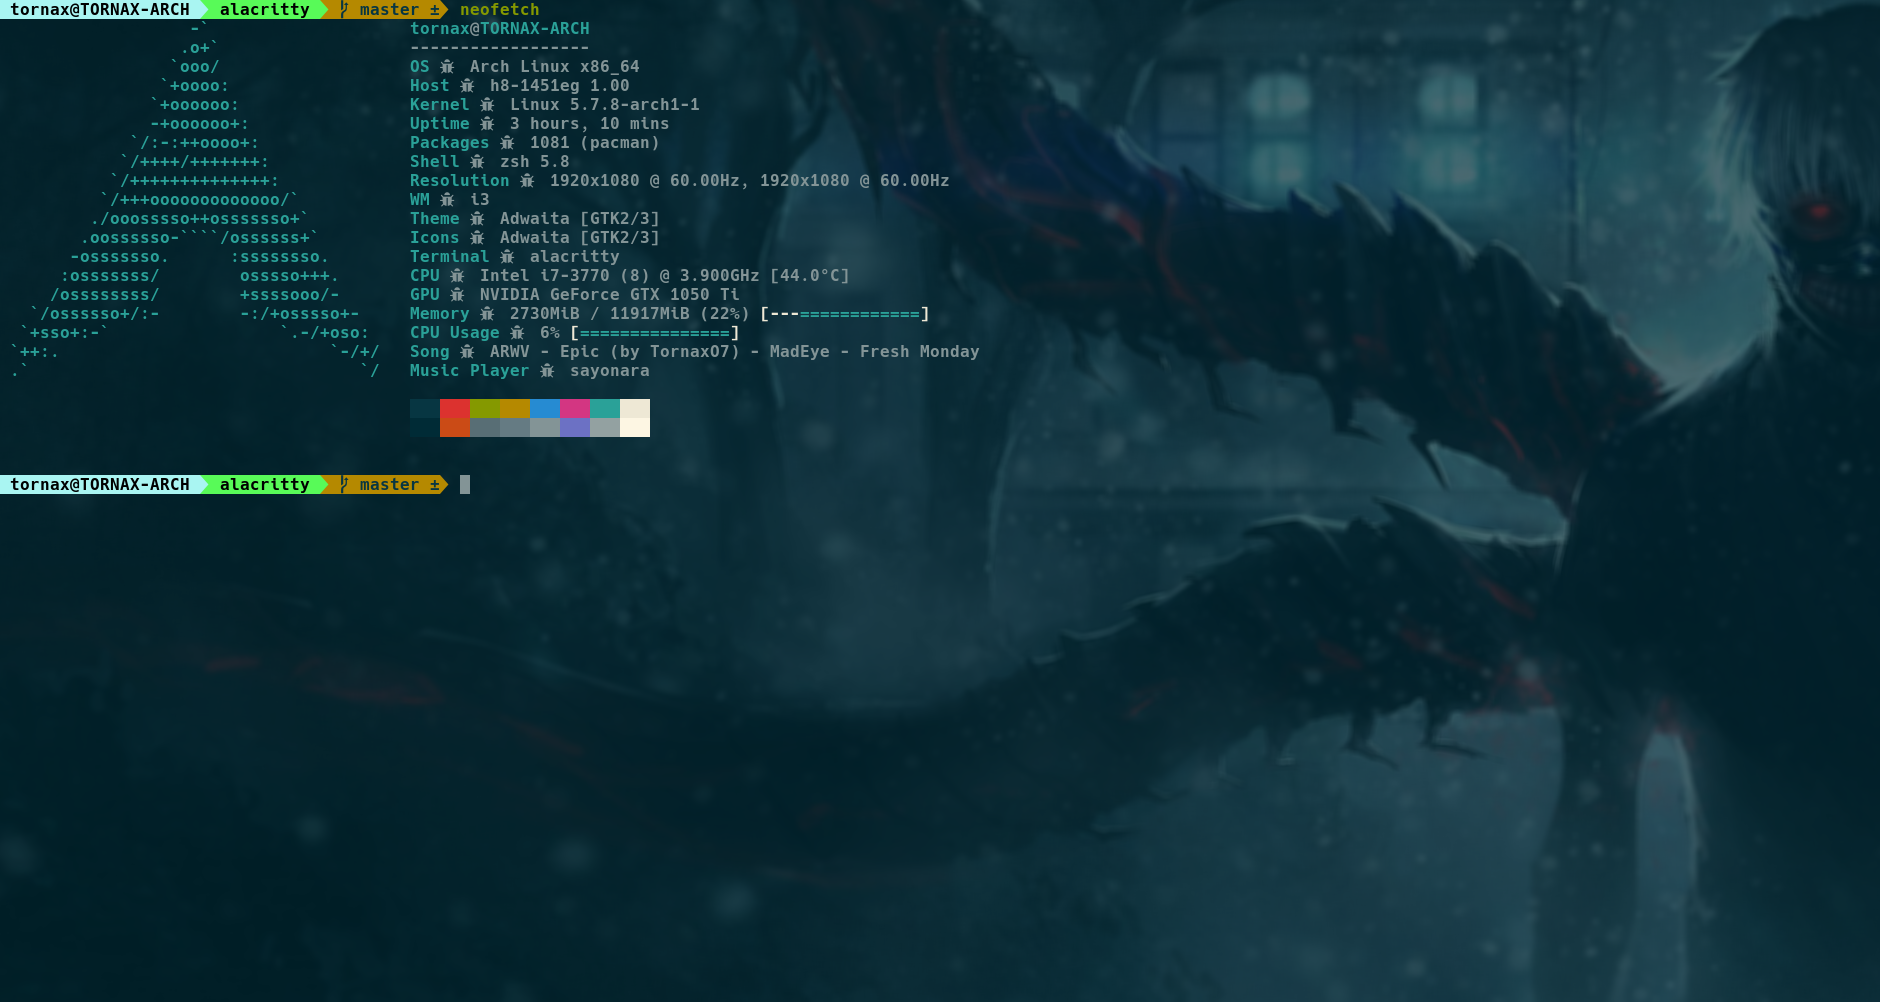 tornax@TORNAX-ARCH alacritty master ± neofetch
-`
.o+`
`ooo/
`+oooo:
`+oooooo:
-+oooooo+:
`/:-:++oooo+:
`/++++/+++++++:
`/++++++++++++++:
`/+++ooooooooooooo/`
./ooosssso++osssssso+`
.oossssso-````/ossssss+`
-osssssso.      :ssssssso.
:osssssss/        osssso+++.
/ossssssss/        +ssssooo/-
`/ossssso+/:-        -:/+osssso+-
`+sso+:-`                 `.-/+oso:
`++:.                           `-/+/
.`                                 `/
tornax@TORNAX-ARCH
------------------
OS Arch Linux x86_64
Host h8-1451eg 1.00
Kernel Linux 5.7.8-arch1-1
Uptime 3 hours, 10 mins
Packages 1081 (pacman)
Shell zsh 5.8
Resolution 1920x1080 @ 60.00Hz, 1920x1080 @ 60.00Hz
WM i3
Theme Adwaita [GTK2/3]
Icons Adwaita [GTK2/3]
Terminal alacritty
CPU Intel i7-3770 (8) @ 3.900GHz [44.0°C]
GPU NVIDIA GeForce GTX 1050 Ti
Memory 2730MiB / 11917MiB (22%) [---============]
CPU Usage 6% [===============]
Song ARWV - Epic (by TornaxO7) - MadEye - Fresh Monday
Music Player sayonara
tornax@TORNAX-ARCH alacritty master ±